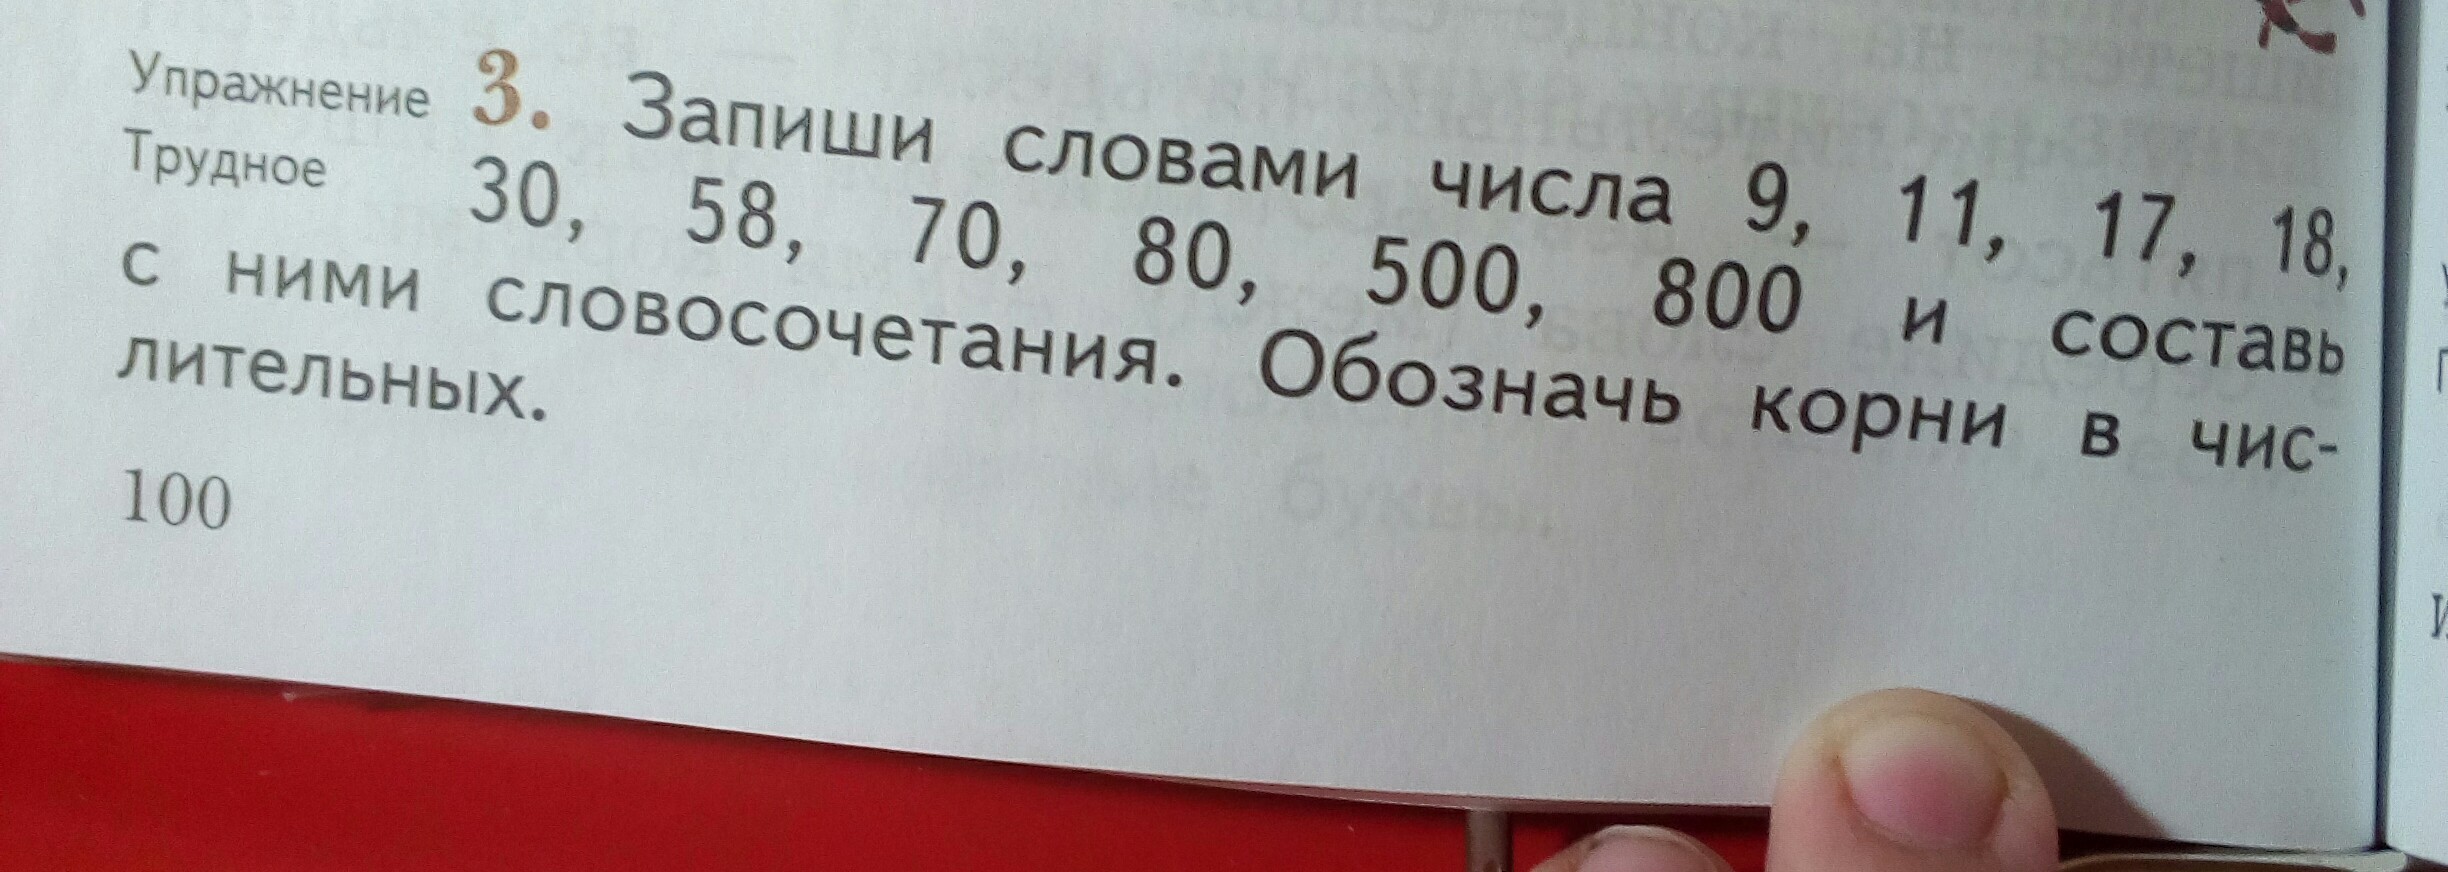 Упражнение 3. Запиши словами числа 9, 11, 17, 18,
Трудное 30, 58, 70, 80, 500, 800 и составь
с ними словосочетания. Обозначь корни в чис-
лительных.
100